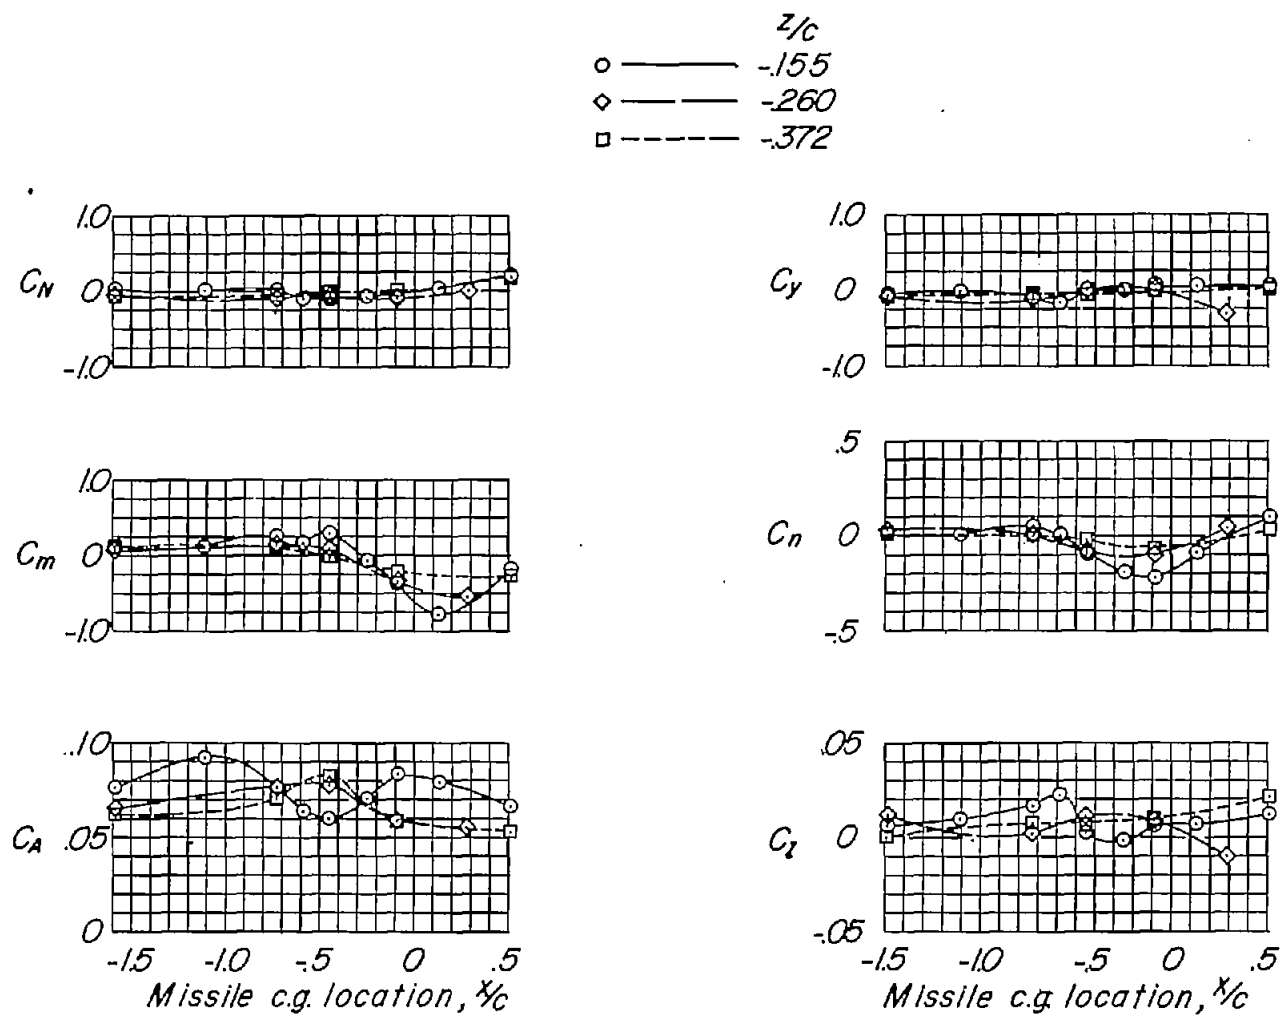 z/c
-.155
-.260
-.372
1.0
C_N 0
-1.0
1.0
C_y 0
-1.0
1.0
C_m 0
-1.0
.5
C_n 0
-.5
.10
C_A .05
0
-1.5 -1.0 -.5 0 .5
Missile c.g. location, x/c
.05
C_l 0
-.05
-1.5 -1.0 -.5 0 .5
Missile c.g. location, x/c